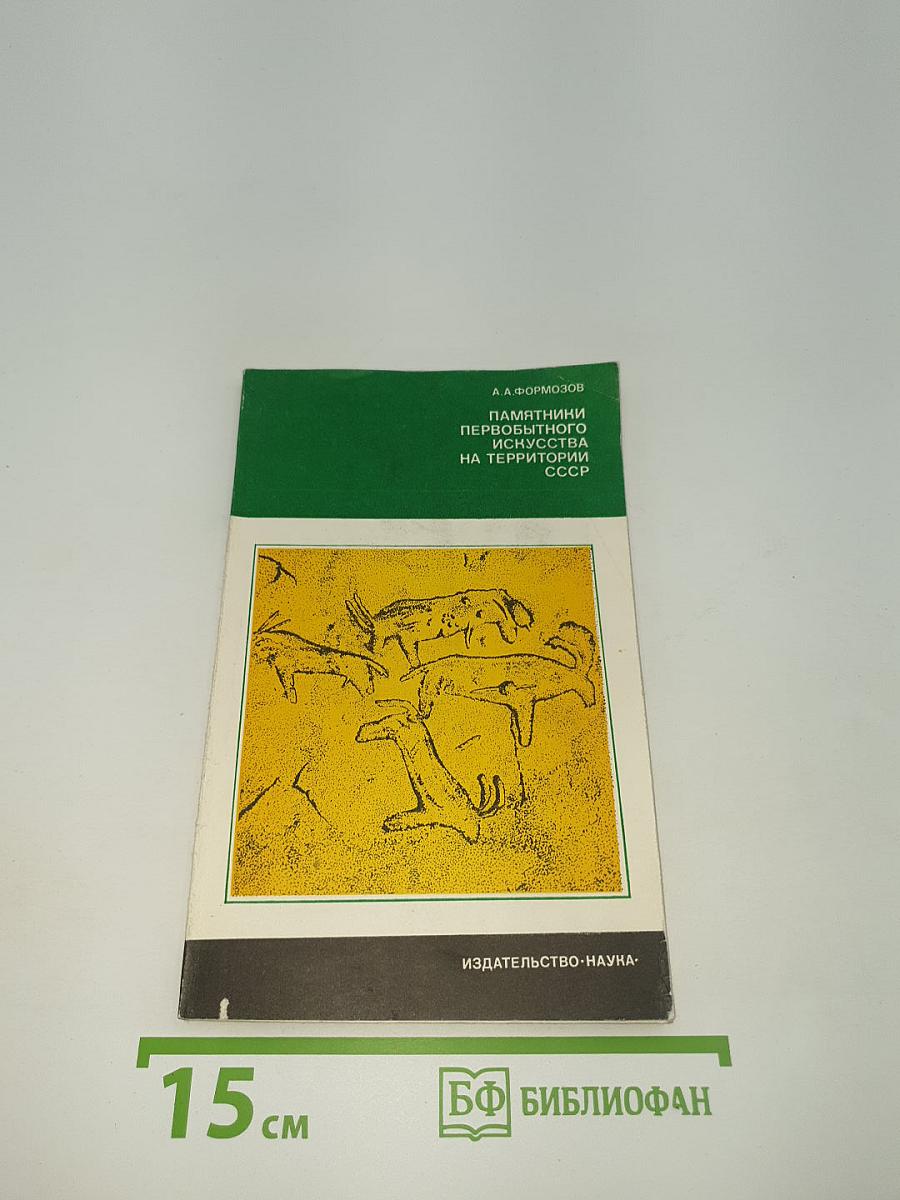 А.А.ФОРМОЗОВ
ПАМЯТНИКИ
ПЕРВОБЫТНОГО
ИСКУССТВА
НА ТЕРРИТОРИИ
СССР
ИЗДАТЕЛЬСТВО·НАУКА·
15 см
БФ БИБЛИОФАН